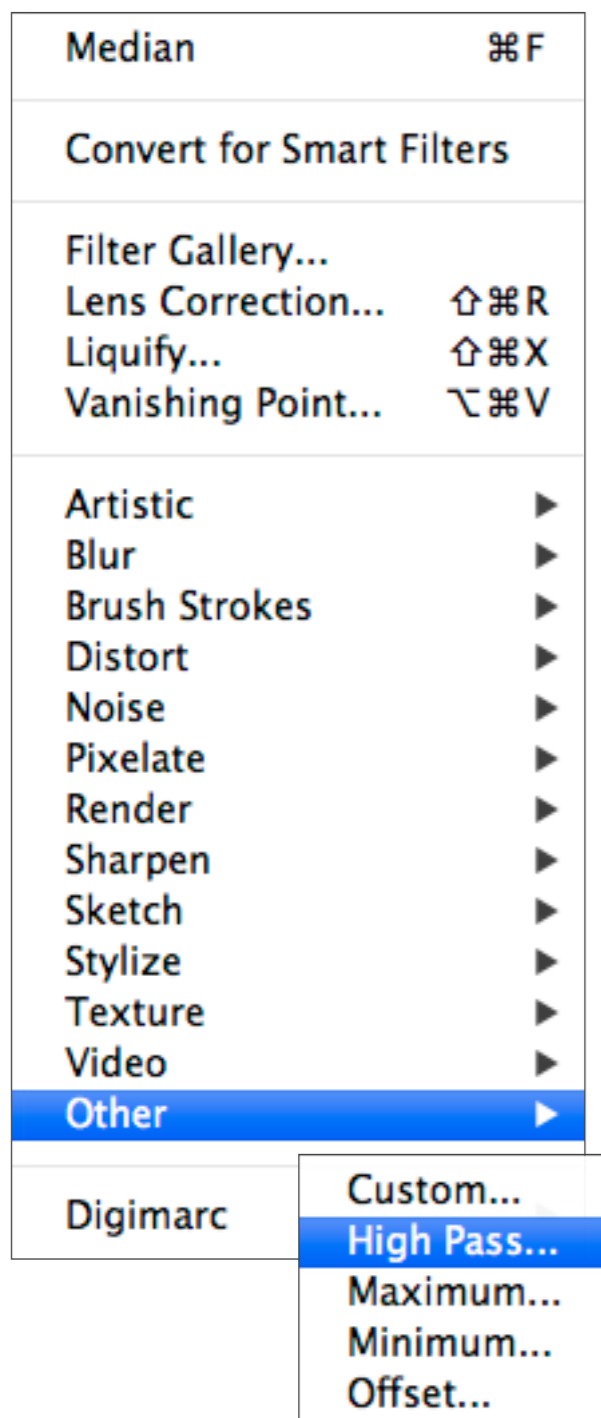 Median ⌘F
Convert for Smart Filters
Filter Gallery...
Lens Correction... ⇧⌘R
Liquify... ⇧⌘X
Vanishing Point... ⌥⌘V
Artistic ▶
Blur ▶
Brush Strokes ▶
Distort ▶
Noise ▶
Pixelate ▶
Render ▶
Sharpen ▶
Sketch ▶
Stylize ▶
Texture ▶
Video ▶
Other ▶
Digimarc
Custom...
High Pass...
Maximum...
Minimum...
Offset...